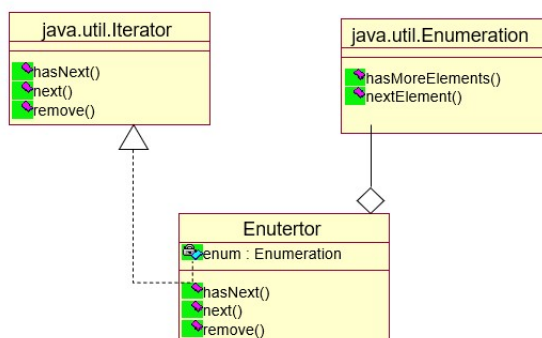 java.util.Iterator
hasNext()
next()
remove()
java.util.Enumeration
hasMoreElements()
nextElement()
Enutertor
enum : Enumeration
hasNext()
next()
remove()